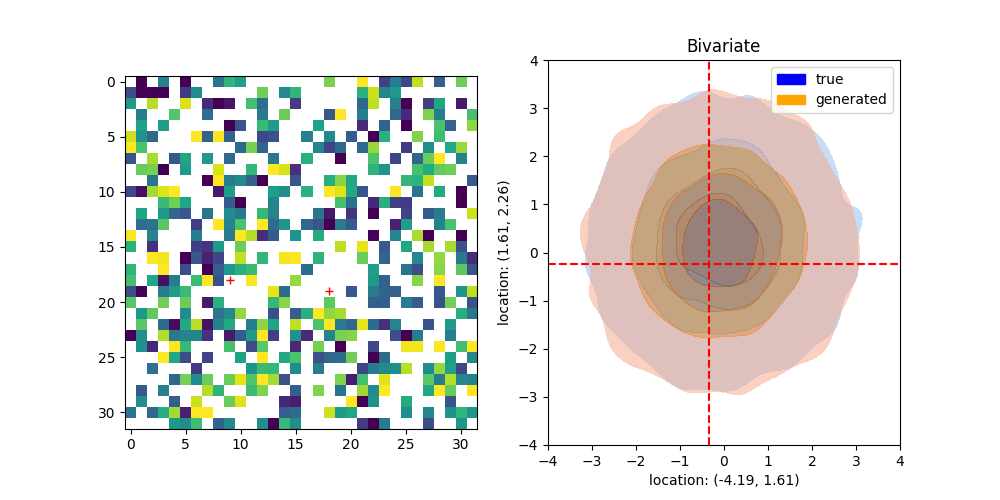 0
5
10
15
20
25
30
0 5 10 15 20 25 30
Bivariate
true
generated
location: (1.61, 2.26)
4
3
2
1
0
−1
−2
−3
−4
−4 −3 −2 −1 0 1 2 3 4
location: (-4.19, 1.61)